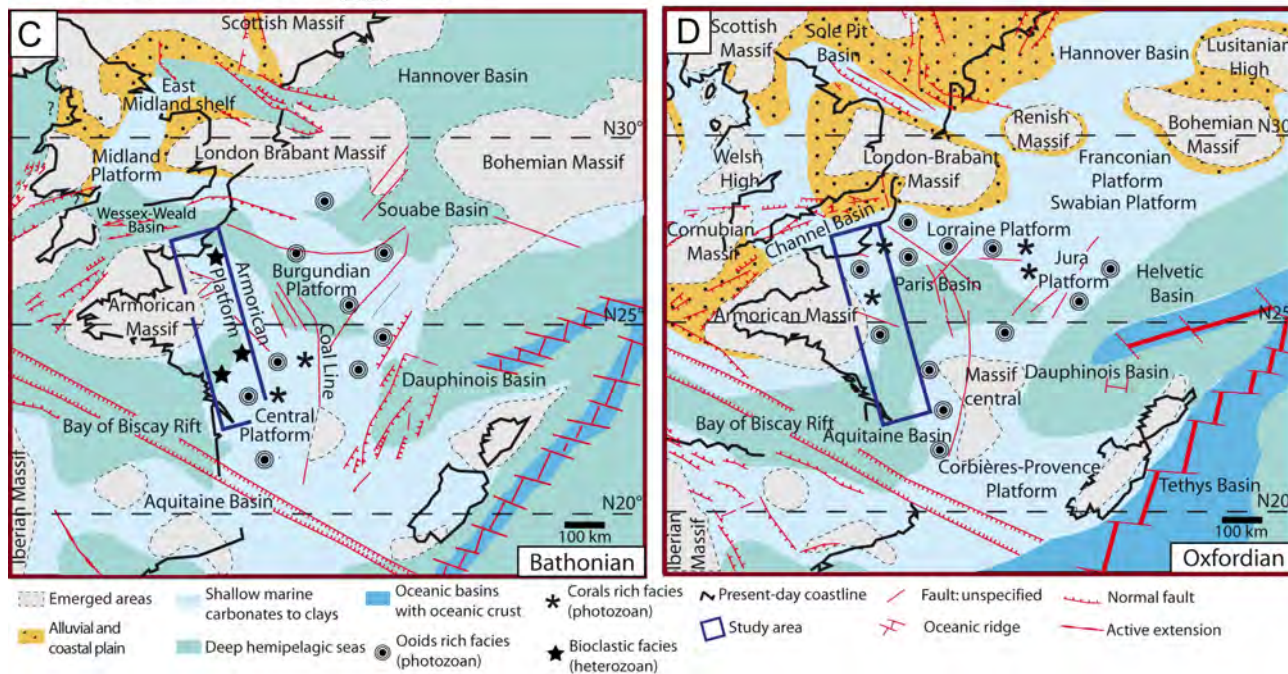 C
Scottish Massif
Hannover Basin
East
Midland shelf
?
N30°
Midland
Platform
London Brabant Massif
Bohemian Massif
Wessex-Weald
Basin
Souabe Basin
Burgundian
Platform
Armorican
Platform
Armorican
Massif
N25°
Coal Line
Dauphinois Basin
Central
Platform
Bay of Biscay Rift
Iberian Massif
Aquitaine Basin
N20°
100 km
Bathonian
D
Scottish
Massif
Sole Pit
Basin
Hannover Basin
Lusitanian
High
Renish
Massif
Bohemian
Massif
N30
Welsh
High
London-Brabant
Massif
Franconian
Platform
Swabian Platform
Cornubian
Massif
Channel Basin
Lorraine Platform
Jura
Platform
Helvetic
Basin
Paris Basin
Armorican Massif
N25
Massif
central
Dauphinois Basin
Bay of Biscay Rift
Aquitaine Basin
Corbières-Provence
Platform
Tethys Basin
Iberian
Massif
N20
100 km
Oxfordian
Emerged areas
Alluvial and
coastal plain
Shallow marine
carbonates to clays
Deep hemipelagic seas
Oceanic basins
with oceanic crust
Ooids rich facies
(photozoan)
Corals rich facies
(photozoan)
Bioclastic facies
(heterozoan)
Present-day coastline
Study area
Fault: unspecified
Oceanic ridge
Normal fault
Active extension